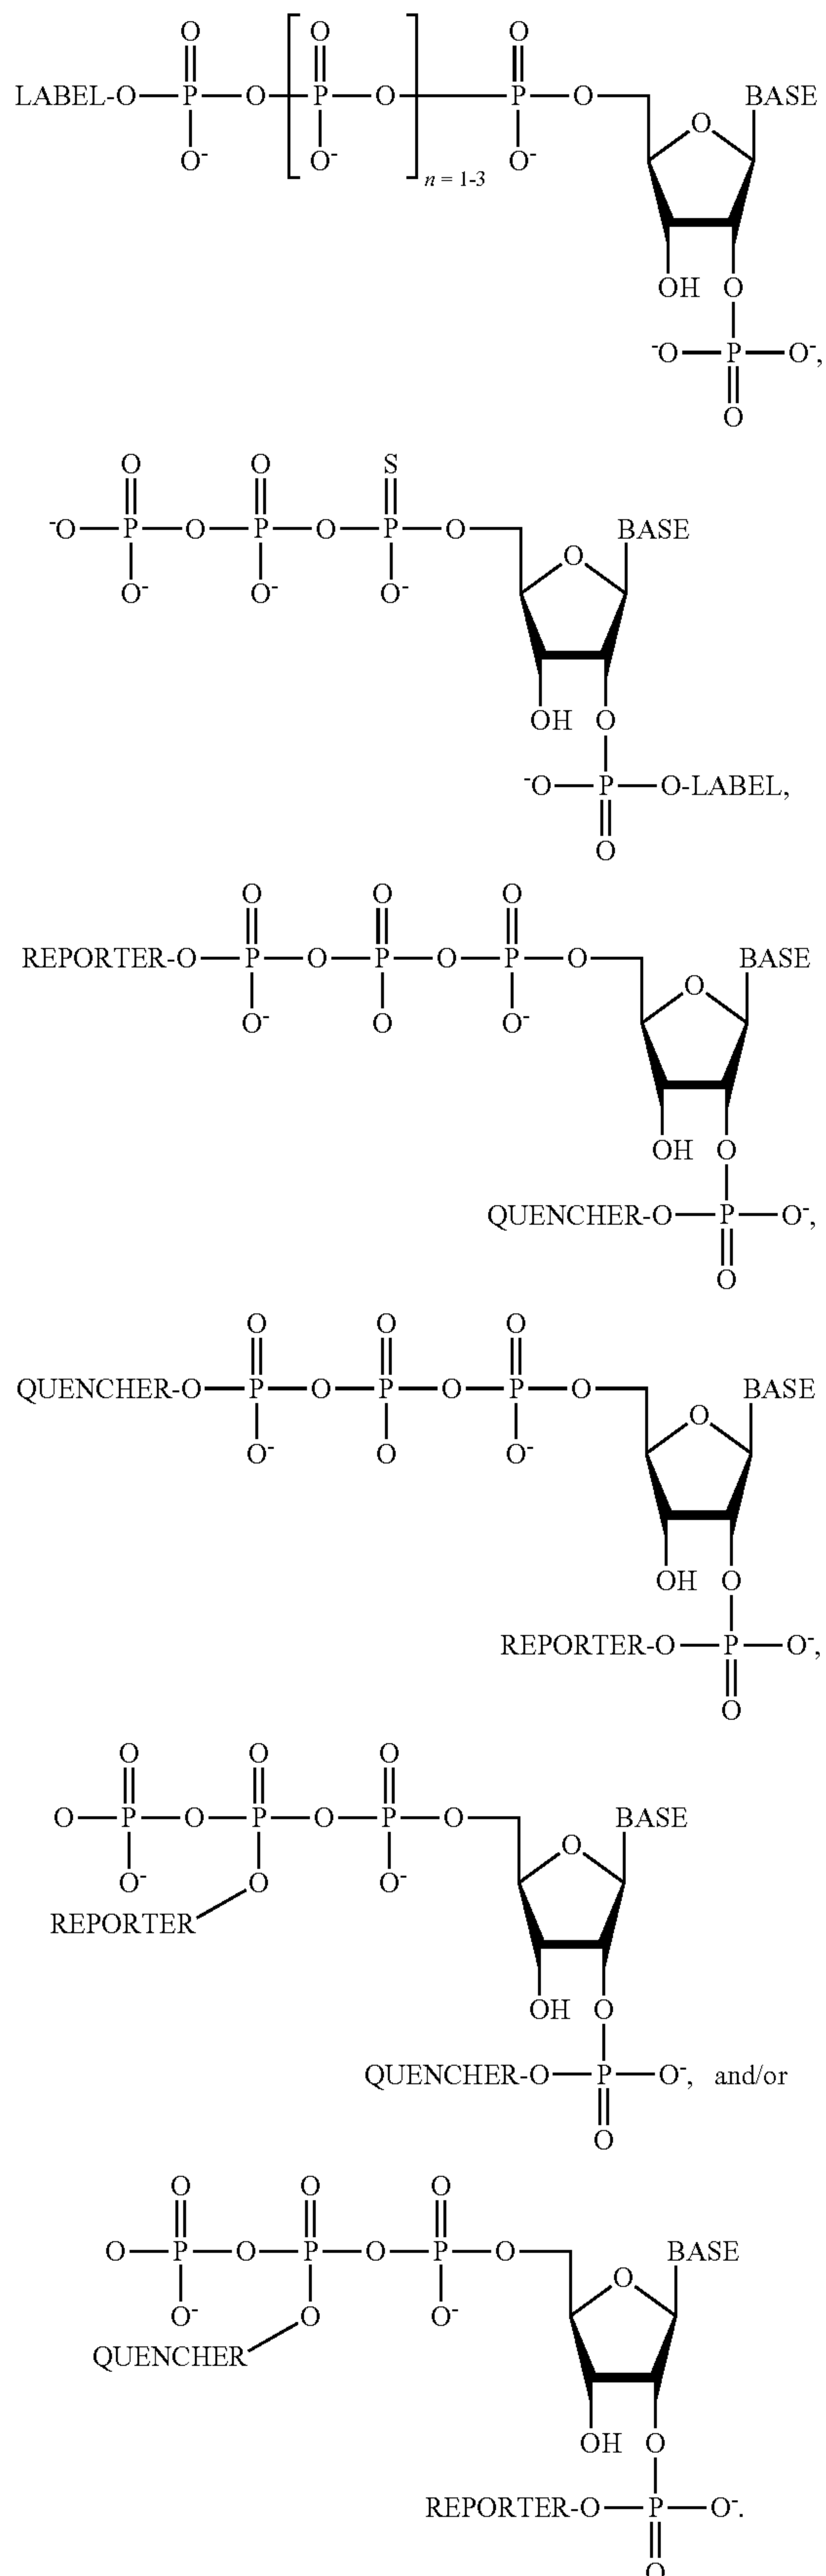 O O O
LABEL-O P O P O P O BASE
O
O⁻ O⁻ O⁻
n = 1-3
OH O
⁻O P O⁻,
O
O O S
⁻O P O P O P O BASE
O
O⁻ O⁻ O⁻
OH O
⁻O P O-LABEL,
O
O O O
REPORTER-O P O P O P O BASE
O
O⁻ O O⁻
OH O
QUENCHER-O P O⁻,
O
O O O
QUENCHER-O P O P O P O BASE
O
O⁻ O O⁻
OH O
REPORTER-O P O⁻,
O
O O O
O P O P O P O BASE
O
O⁻ O O⁻
REPORTER
OH O
QUENCHER-O P O⁻, and/or
O
O O O
O P O P O P O BASE
O
O⁻ O O⁻
QUENCHER
OH O
REPORTER-O P O⁻.
O